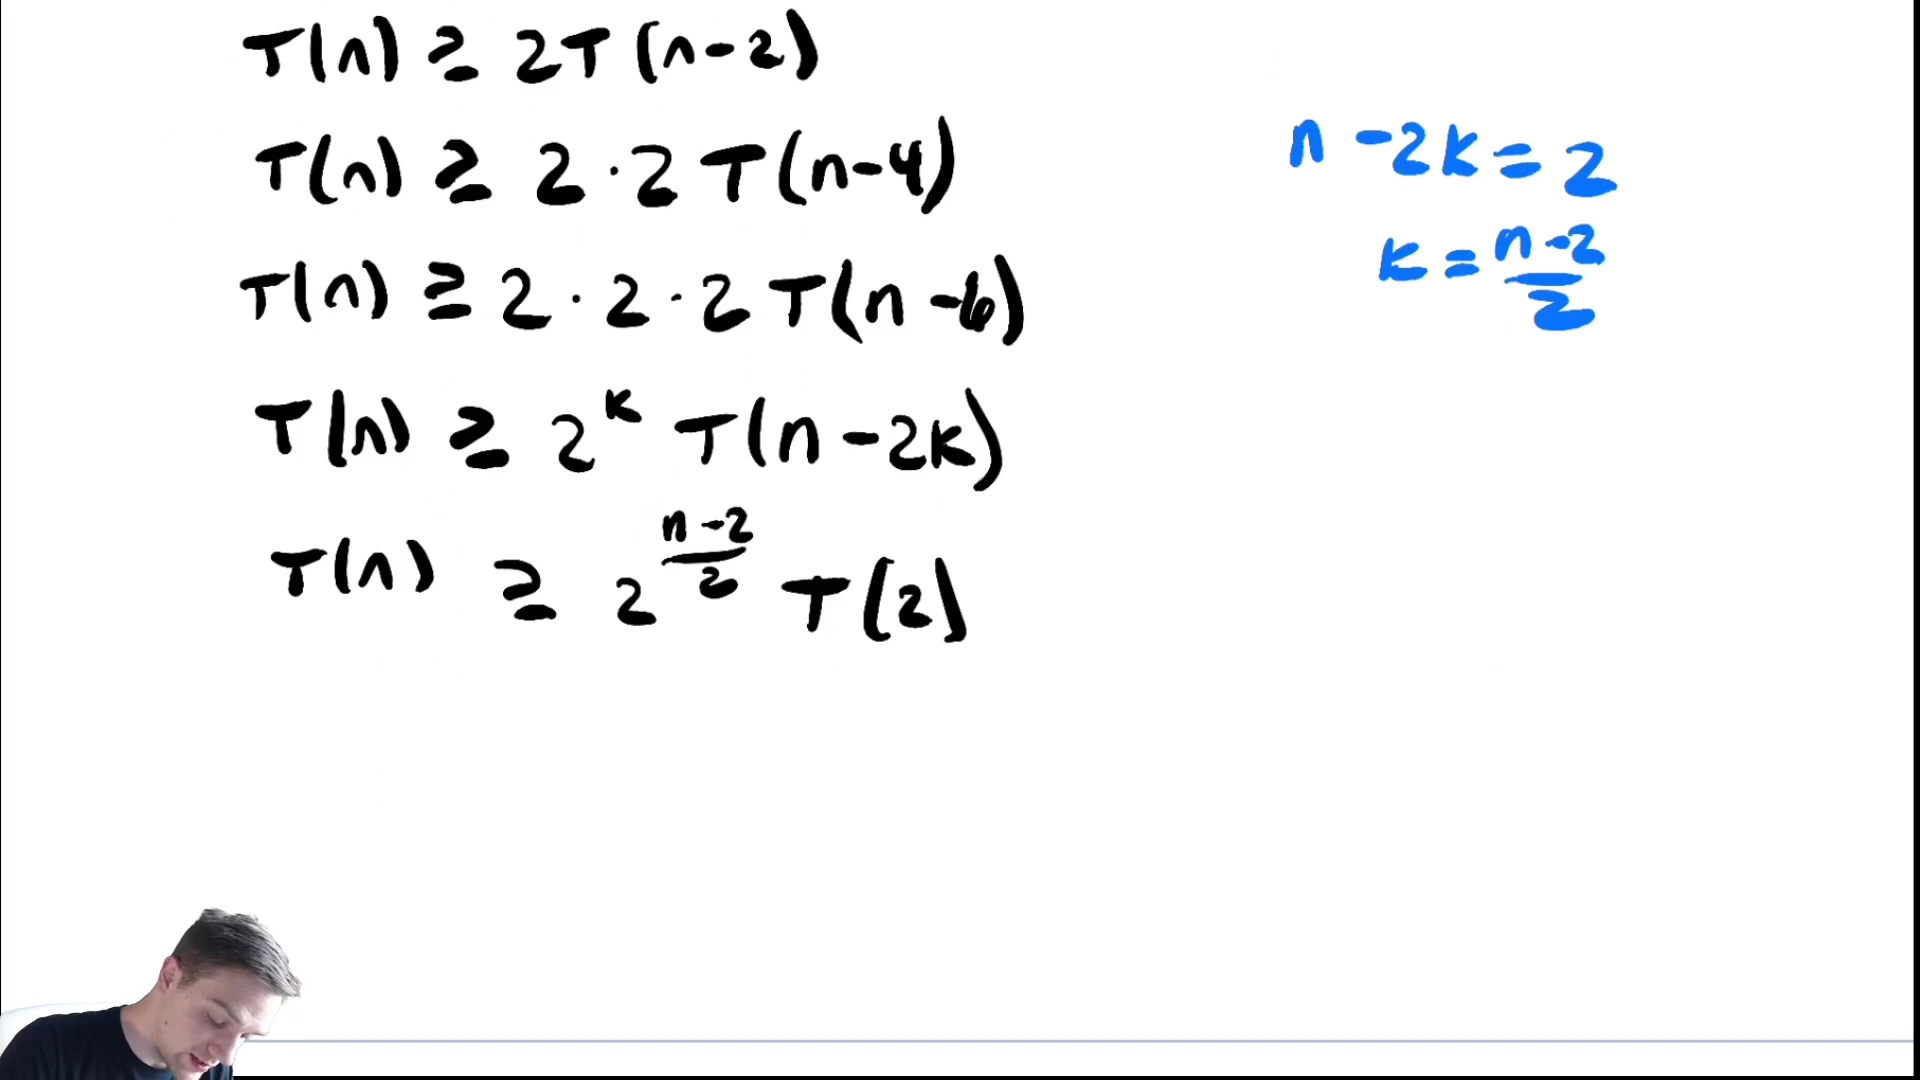 T(n) ≥ 2T(n-2)
T(n) ≥ 2·2T(n-4)
T(n) ≥ 2·2·2T(n-6)
T(n) ≥ 2^k T(n-2k)
T(n) ≥ 2^((n-2)/2) T(2)
n-2k=2
k=(n-2)/2